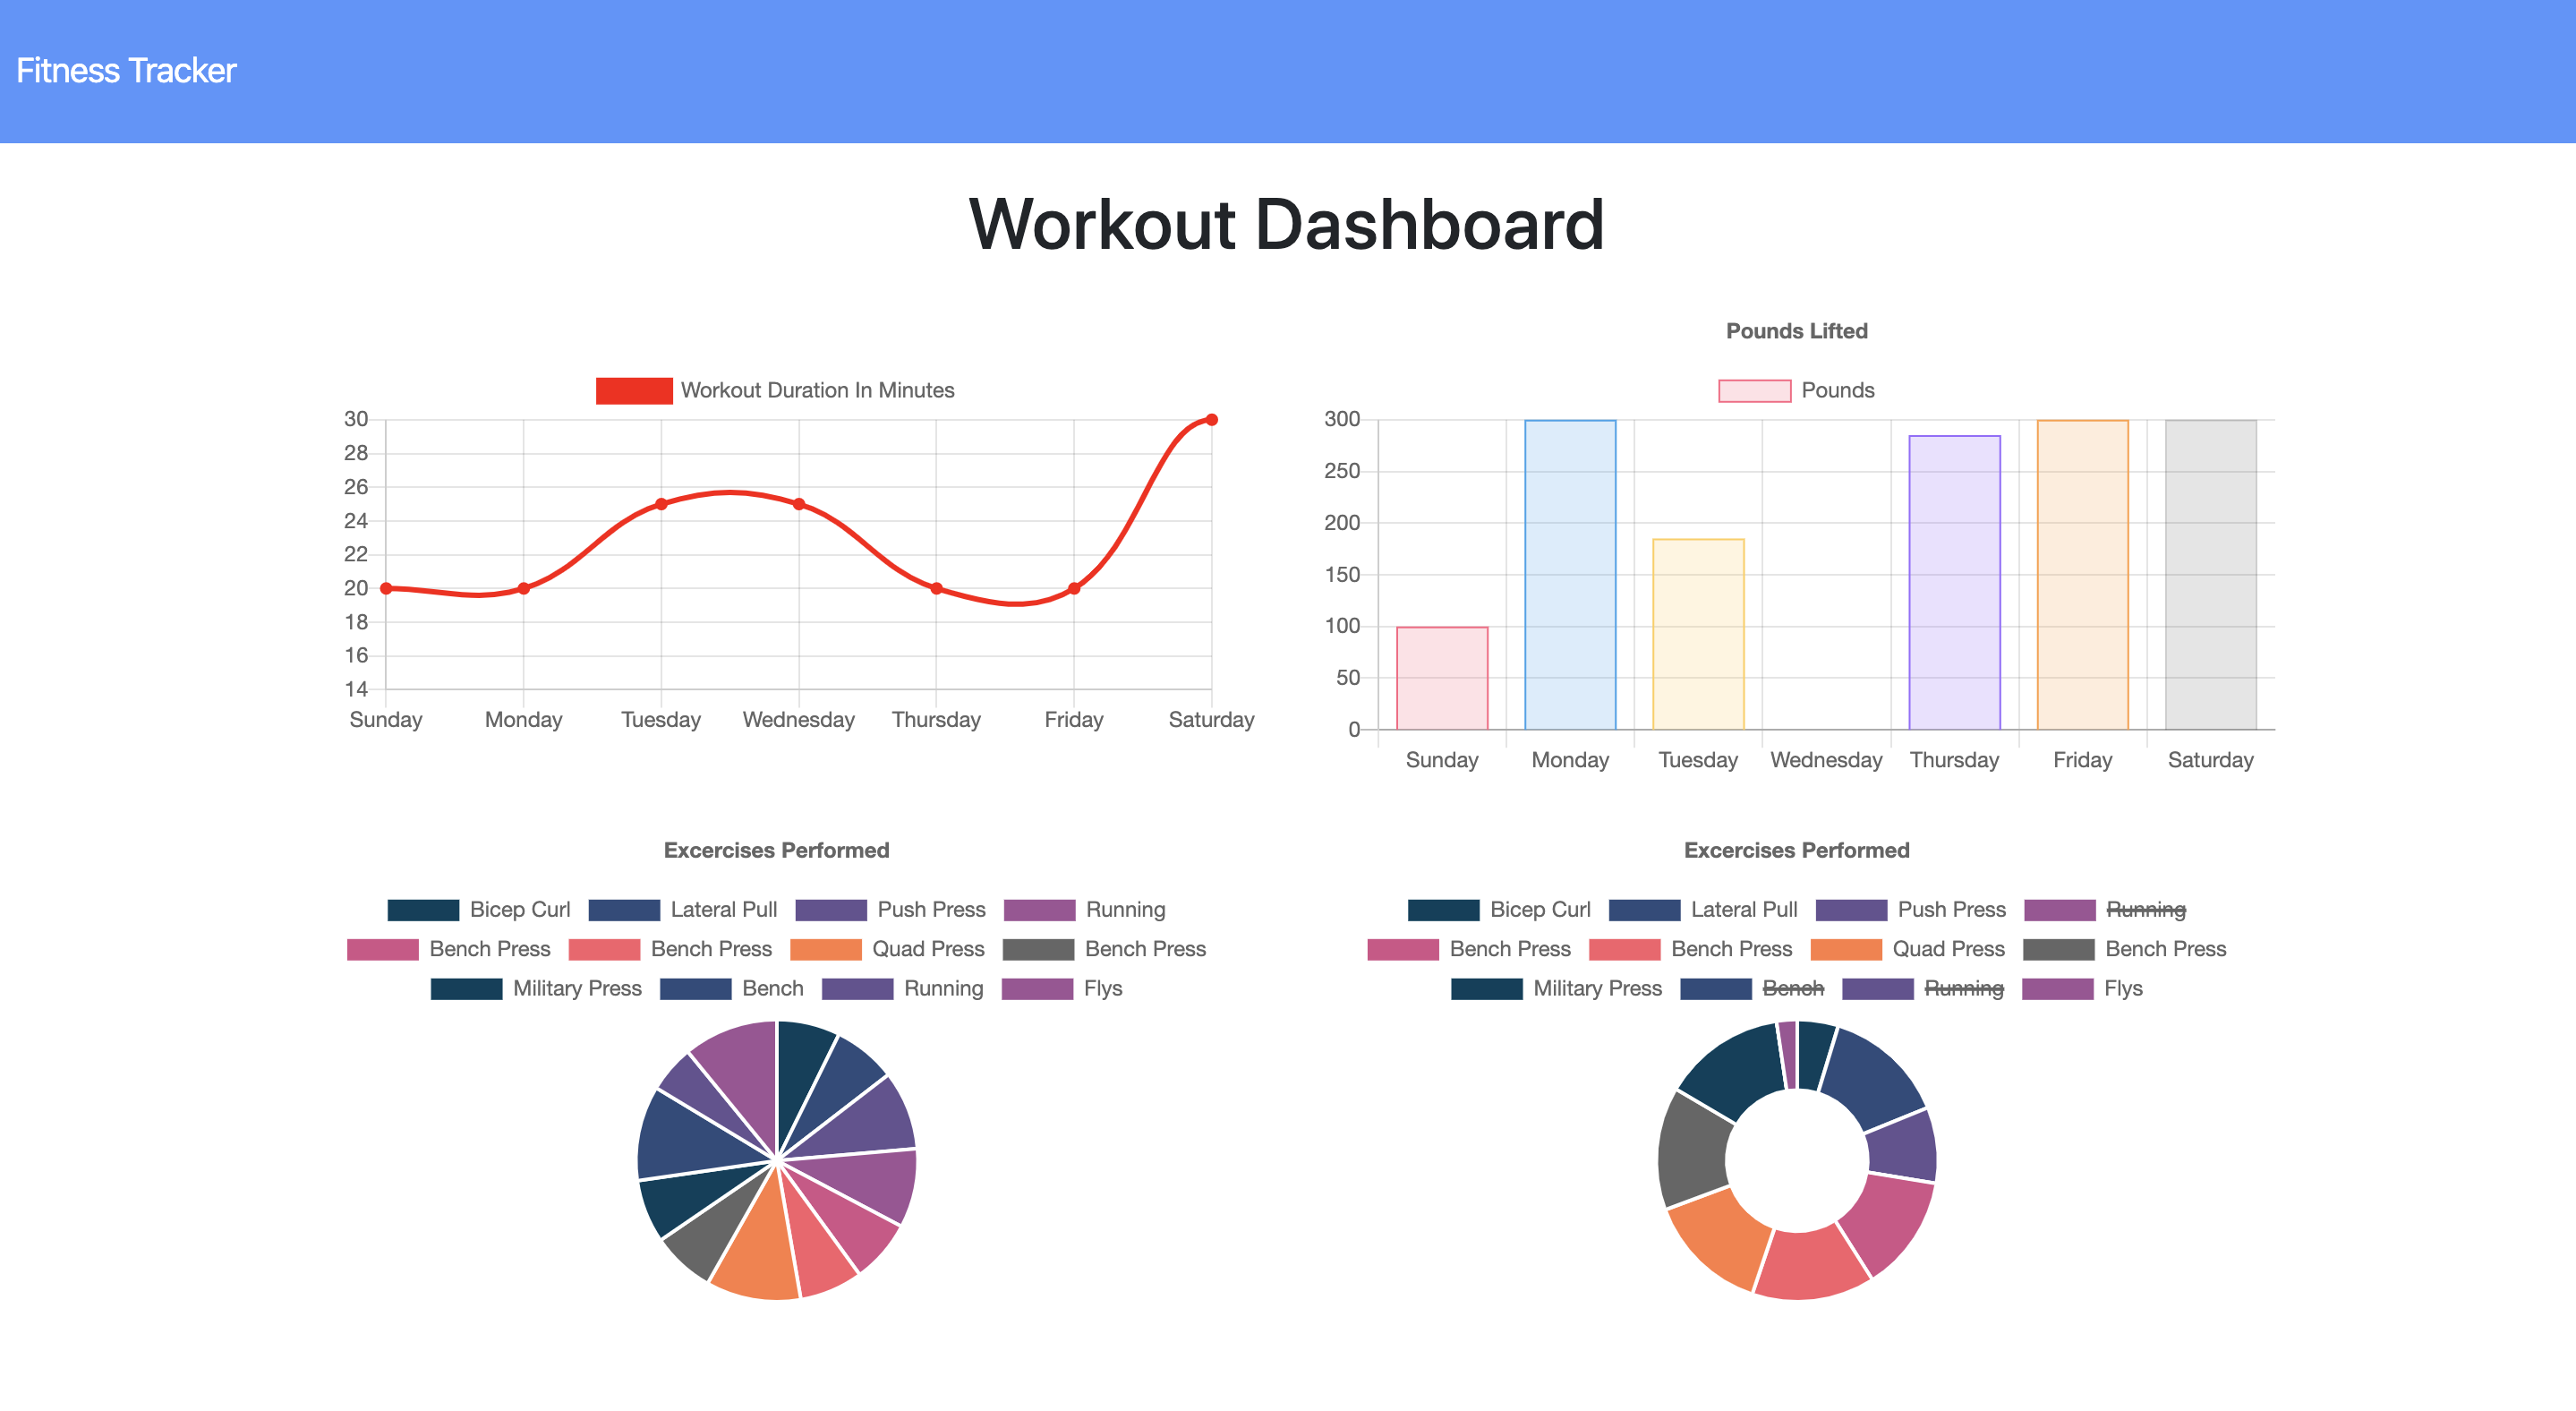 Fitness Tracker
Workout Dashboard
Workout Duration In Minutes
30
28
26
24
22
20
18
16
14
Sunday Monday Tuesday Wednesday Thursday Friday Saturday
Pounds Lifted
Pounds
300
250
200
150
100
50
0
Sunday Monday Tuesday Wednesday Thursday Friday Saturday
Excercises Performed
Bicep Curl Lateral Pull Push Press Running
Bench Press Bench Press Quad Press Bench Press
Military Press Bench Running Flys
Excercises Performed
Bicep Curl Lateral Pull Push Press Running
Bench Press Bench Press Quad Press Bench Press
Military Press Bench Running Flys